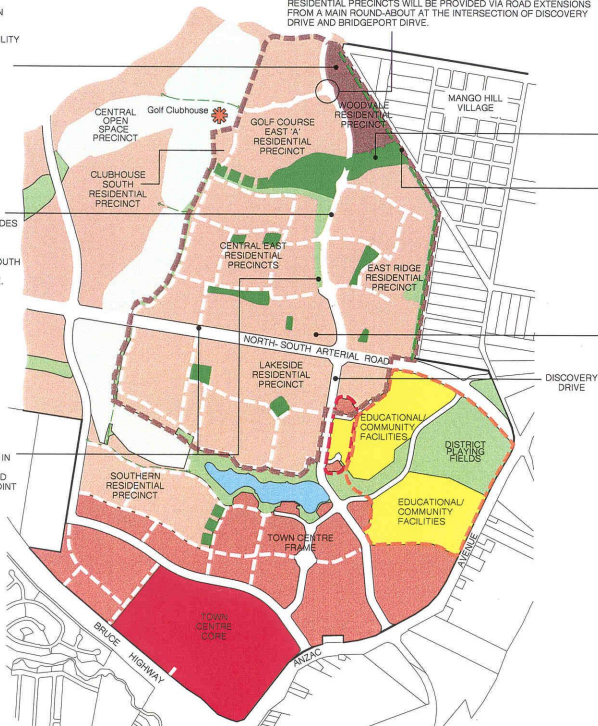 RESIDENTIAL PRECINCTS WILL BE PROVIDED VIA ROAD EXTENSIONS
FROM A MAIN ROUND-ABOUT AT THE INTERSECTION OF DISCOVERY
DRIVE AND BRIDGEPORT DIRVE.
N
LITY
MANGO HILL
VILLAGE
Golf Clubhouse
CENTRAL
OPEN
SPACE
PRECINCT
WOODVALE
RESIDENTIAL
PRECINCT
GOLF COURSE
EAST 'A'
RESIDENTIAL
PRECINCT
CLUBHOUSE
SOUTH
RESIDENTIAL
PRECINCT
DES
OUTH
CENTRAL EAST
RESIDENTIAL
PRECINCTS
EAST RIDGE
RESIDENTIAL
PRECINCT
NORTH-SOUTH ARTERIAL ROAD
LAKESIDE
RESIDENTIAL
PRECINCT
DISCOVERY
DRIVE
EDUCATIONAL/
COMMUNITY
FACILITIES
DISTRICT
PLAYING
FIELDS
IN
D
OINT
SOUTHERN
RESIDENTIAL
PRECINCT
EDUCATIONAL/
COMMUNITY
FACILITIES
TOWN CENTRE
FRAME
TOWN
CENTRE
CORE
BRUCE HIGHWAY
ANZAC AVENUE